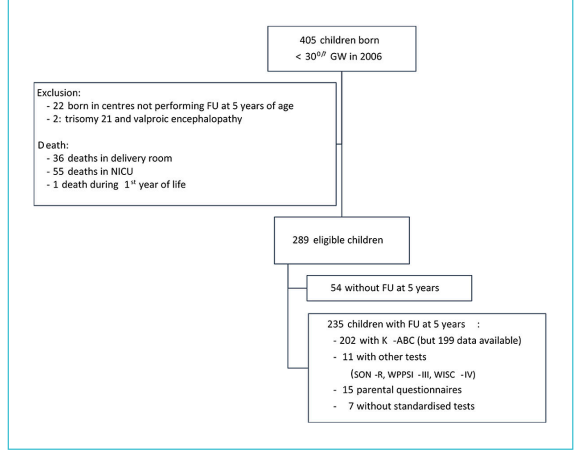 405 children born
< 30⁰/⁷ GW in 2006
Exclusion:
- 22 born in centres not performing FU at 5 years of age
- 2: trisomy 21 and valproic encephalopathy
Death:
- 36 deaths in delivery room
- 55 deaths in NICU
- 1 death during 1st year of life
289 eligible children
54 without FU at 5 years
235 children with FU at 5 years :
- 202 with K -ABC (but 199 data available)
- 11 with other tests
(SON -R, WPPSI -III, WISC -IV)
- 15 parental questionnaires
- 7 without standardised tests